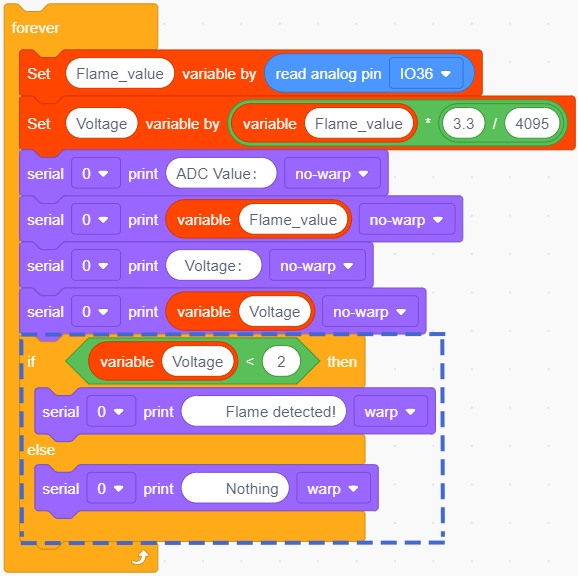 forever
Set Flame_value variable by read analog pin IO36
Set Voltage variable by variable Flame_value * 3.3 / 4095
serial 0 print ADC Value: no-warp
serial 0 print variable Flame_value no-warp
serial 0 print Voltage: no-warp
serial 0 print variable Voltage no-warp
if variable Voltage < 2 then
serial 0 print Flame detected! warp
else
serial 0 print Nothing warp